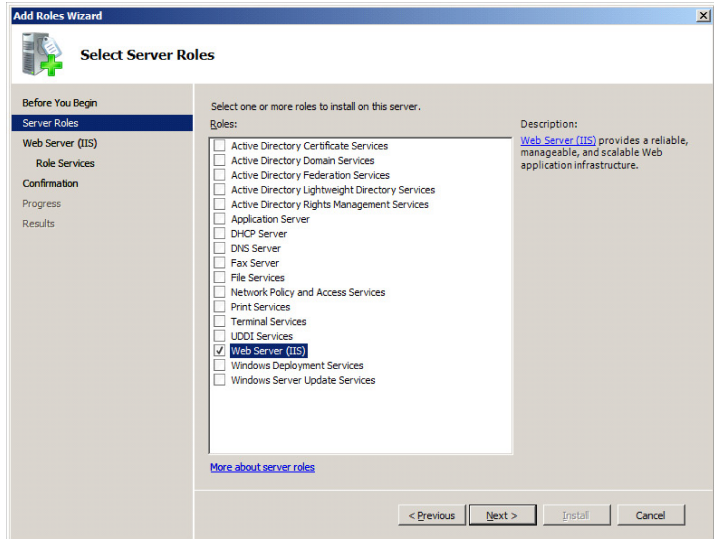 Add Roles Wizard
Select Server Roles
Before You Begin
Server Roles
Web Server (IIS)
Role Services
Confirmation
Progress
Results
Select one or more roles to install on this server.
Roles:
Active Directory Certificate Services
Active Directory Domain Services
Active Directory Federation Services
Active Directory Lightweight Directory Services
Active Directory Rights Management Services
Application Server
DHCP Server
DNS Server
Fax Server
File Services
Network Policy and Access Services
Print Services
Terminal Services
UDDI Services
Web Server (IIS)
Windows Deployment Services
Windows Server Update Services
More about server roles
Description:
Web Server (IIS) provides a reliable,
manageable, and scalable Web
application infrastructure.
< Previous
Next >
Install
Cancel